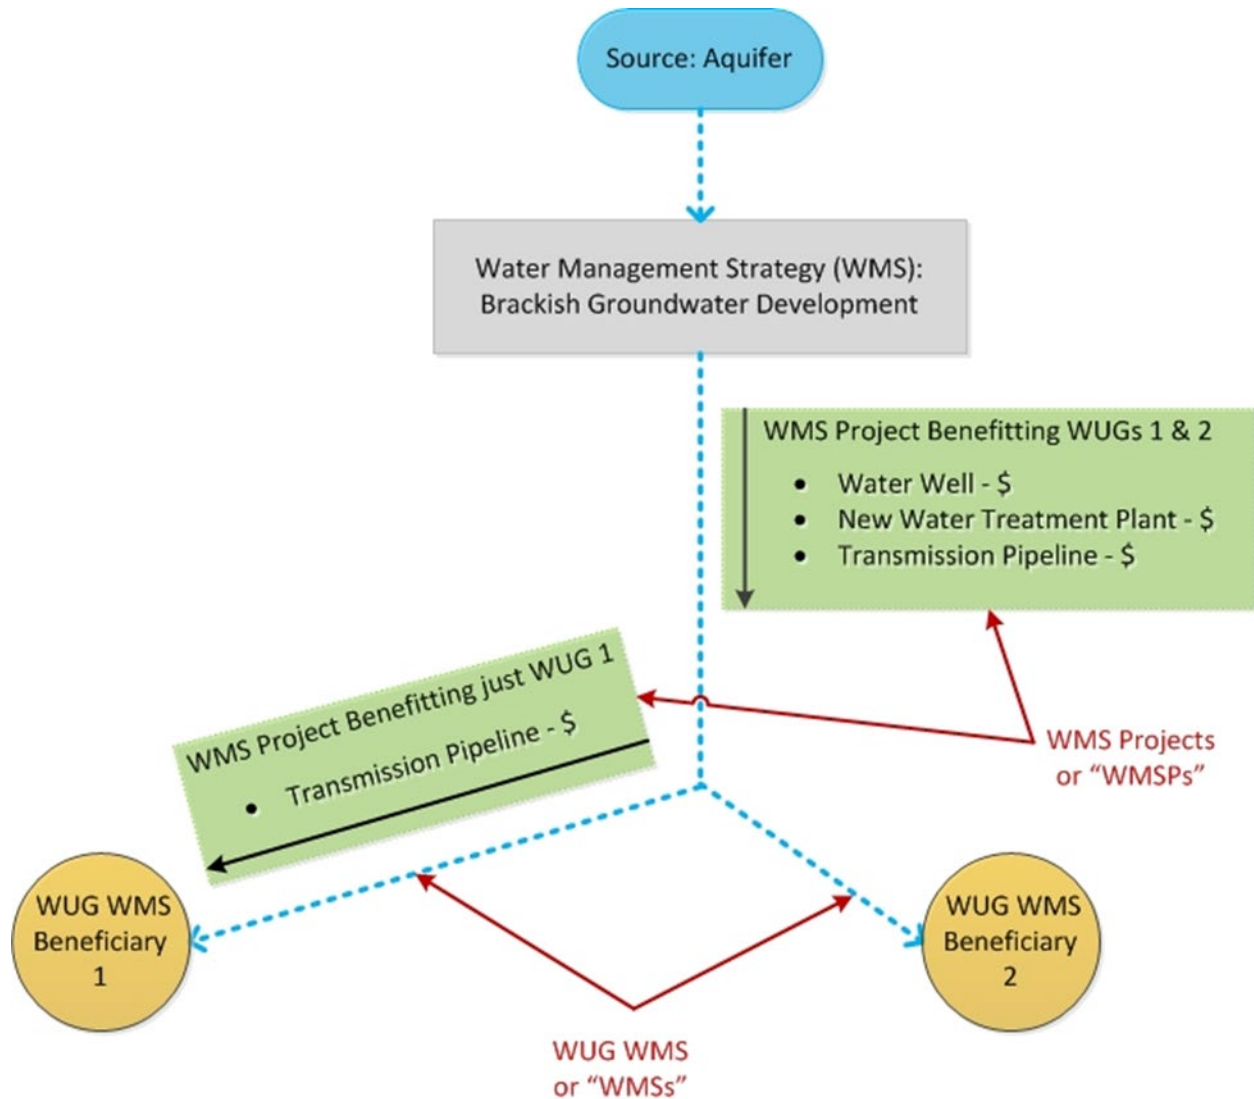 Source: Aquifer
Water Management Strategy (WMS):
Brackish Groundwater Development
WMS Project Benefitting WUGs 1 & 2
• Water Well - $
• New Water Treatment Plant - $
• Transmission Pipeline - $
WMS Project Benefitting just WUG 1
• Transmission Pipeline - $
WMS Projects
or “WMSPs”
WUG WMS
Beneficiary
1
WUG WMS
Beneficiary
2
WUG WMS
or “WMSs”